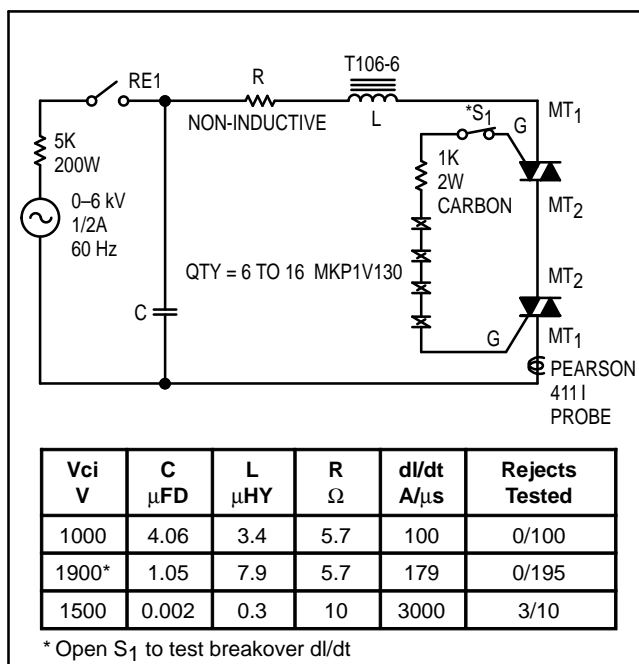 T106-6
RE1
R
L
NON-INDUCTIVE
*S1
G
MT1
5K
200W
1K
2W
CARBON
0–6 kV
1/2A
60 Hz
MT2
QTY = 6 TO 16 MKP1V130
MT2
C
G
MT1
PEARSON
411 I
PROBE
Vci V C μFD L μHY R Ω dI/dt A/μs Rejects Tested
1000 4.06 3.4 5.7 100 0/100
1900* 1.05 7.9 5.7 179 0/195
1500 0.002 0.3 10 3000 3/10
* Open S1 to test breakover dI/dt